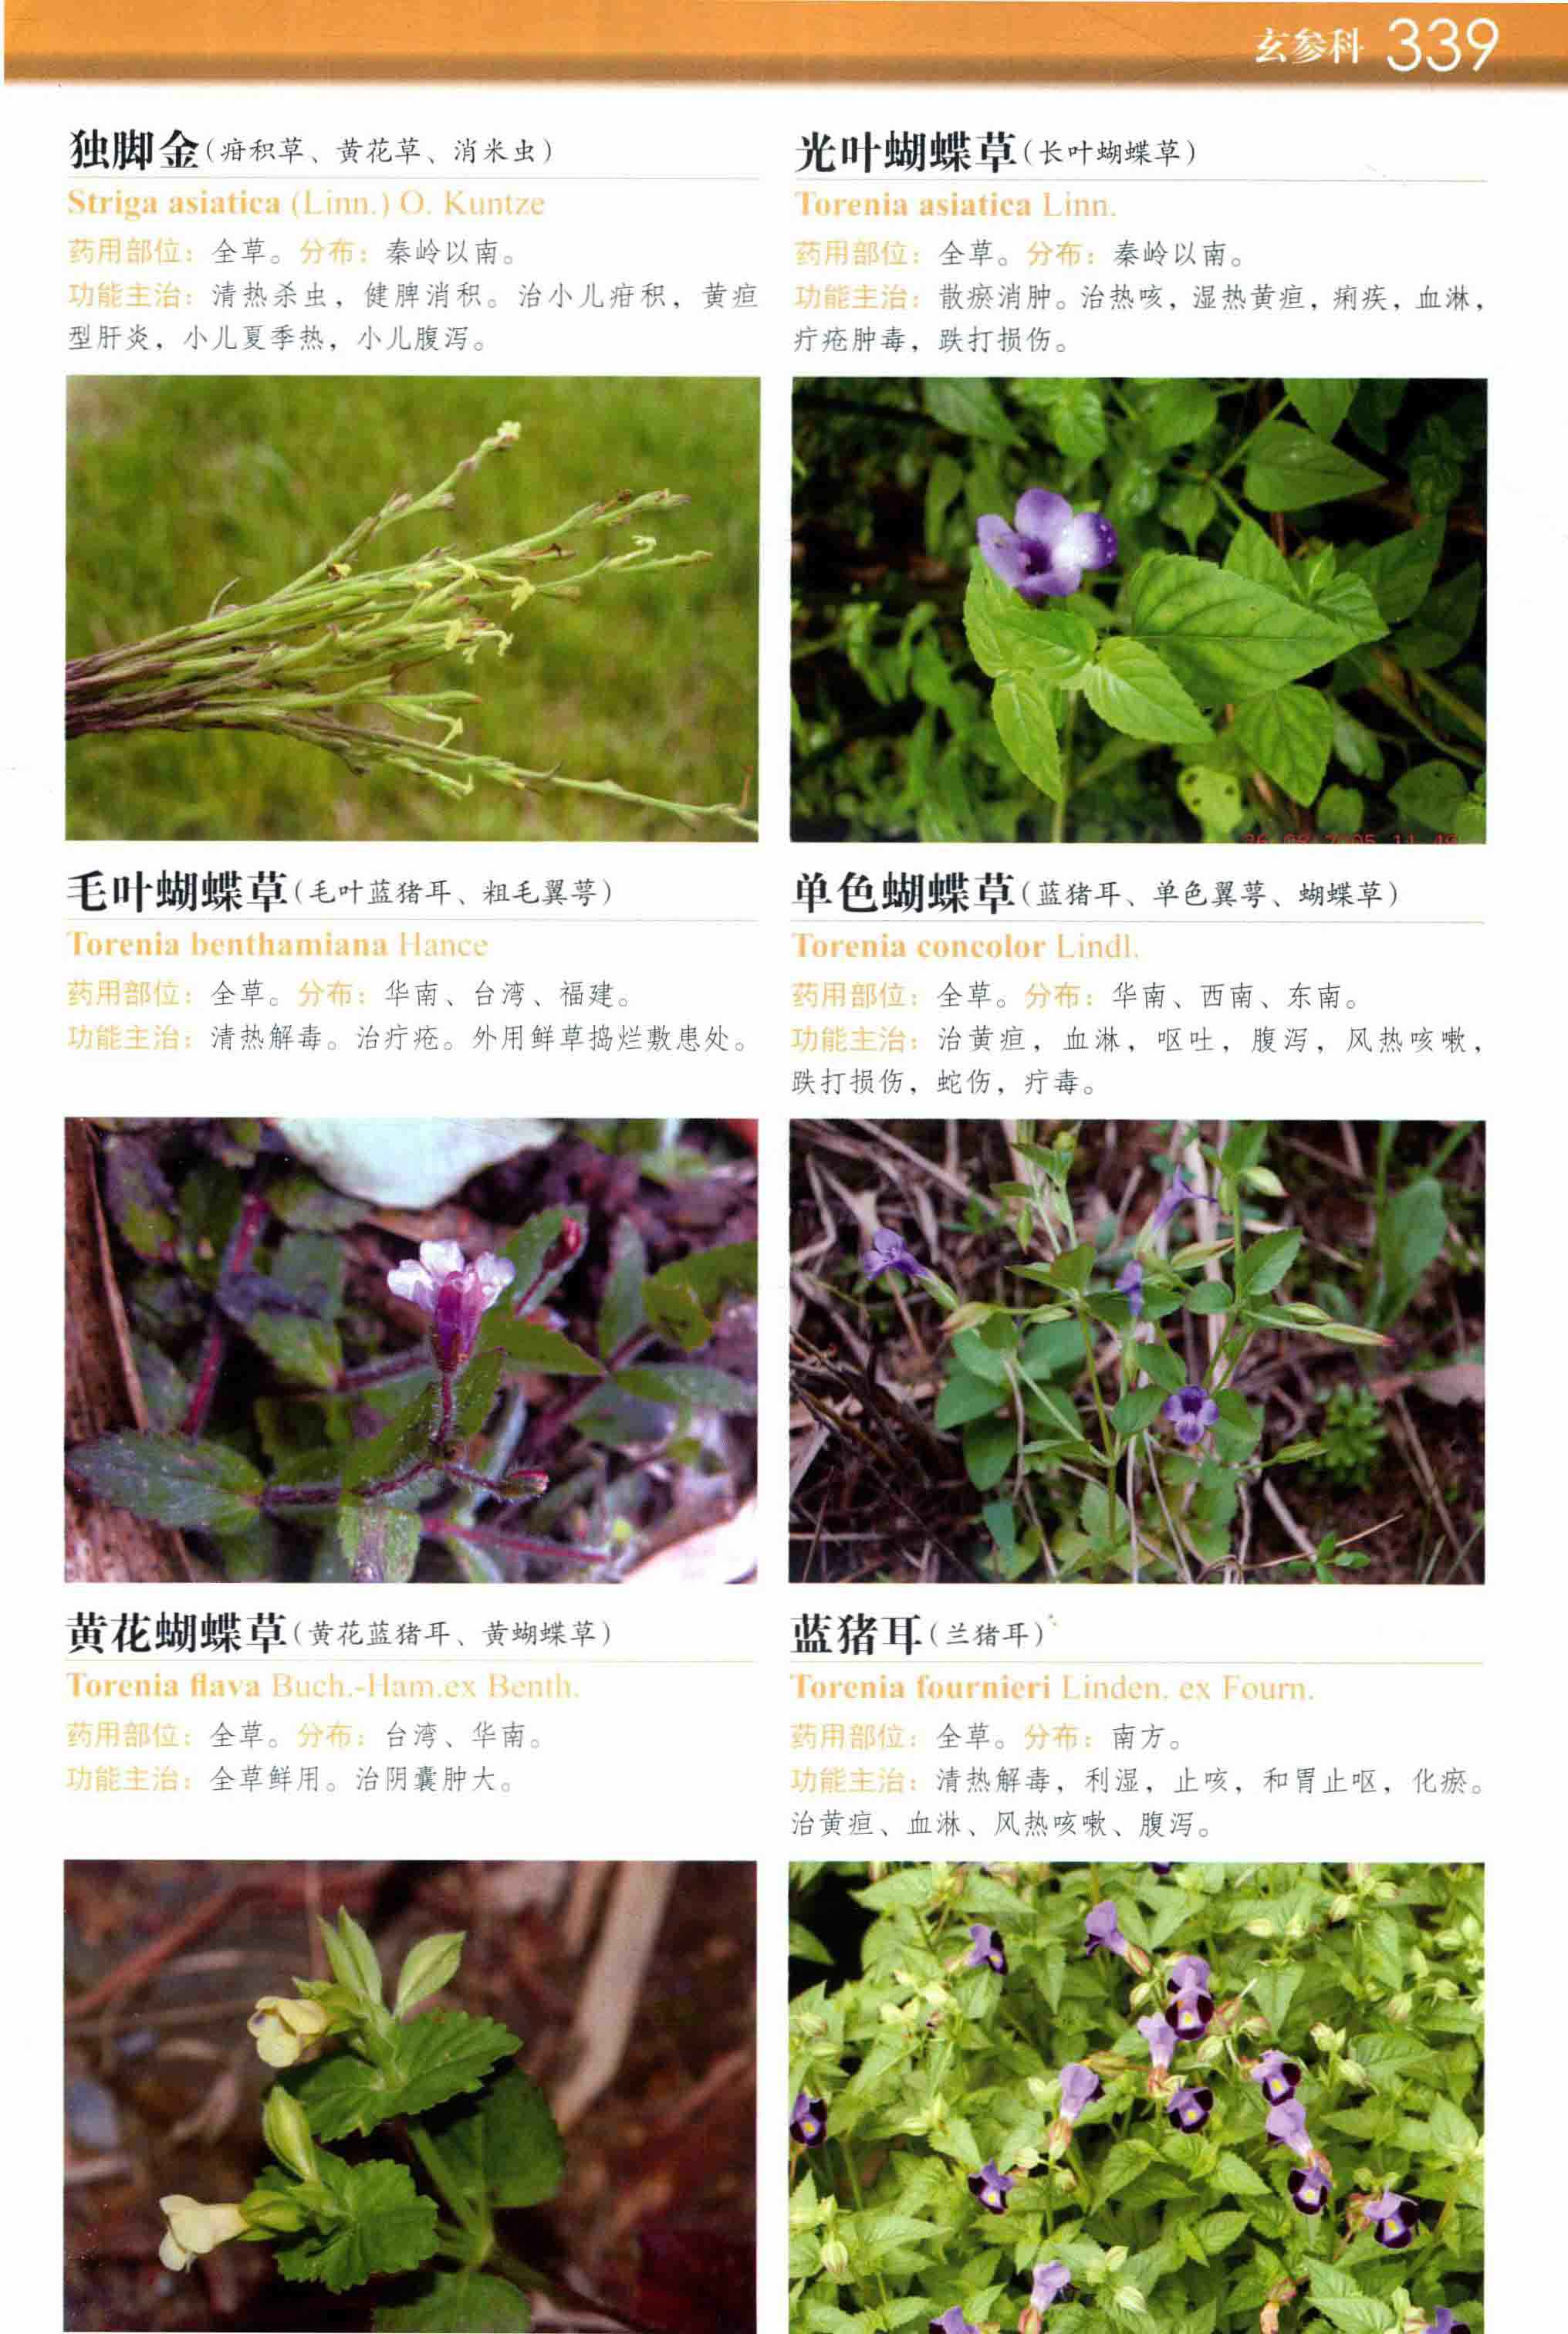 玄参科 339
独脚金(疳积草、黄花草、消米虫)
Striga asiatica (Linn.) O. Kuntze
药用部位：全草。分布：秦岭以南。
功能主治：清热杀虫，健脾消积。治小儿疳积，黄疸
型肝炎，小儿夏季热，小儿腹泻。
光叶蝴蝶草(长叶蝴蝶草)
Torenia asiatica Linn.
药用部位：全草。分布：秦岭以南。
功能主治：散瘀消肿。治热咳，湿热黄疸，痢疾，血淋，
疔疮肿毒，跌打损伤。
毛叶蝴蝶草(毛叶蓝猪耳、粗毛翼萼)
Torenia benthamiana Hance
药用部位：全草。分布：华南、台湾、福建。
功能主治：清热解毒。治疔疮。外用鲜草捣烂敷患处。
单色蝴蝶草(蓝猪耳、单色翼萼、蝴蝶草)
Torenia concolor Lindl.
药用部位：全草。分布：华南、西南、东南。
功能主治：治黄疸，血淋，呕吐，腹泻，风热咳嗽，
跌打损伤，蛇伤，疔毒。
黄花蝴蝶草(黄花蓝猪耳、黄蝴蝶草)
Torenia flava Buch.-Ham.ex Benth.
药用部位：全草。分布：台湾、华南。
功能主治：全草鲜用。治阴囊肿大。
蓝猪耳(兰猪耳)
Torenia fournieri Linden. ex Fourn.
药用部位：全草。分布：南方。
功能主治：清热解毒，利湿，止咳，和胃止呕，化瘀。
治黄疸、血淋、风热咳嗽、腹泻。